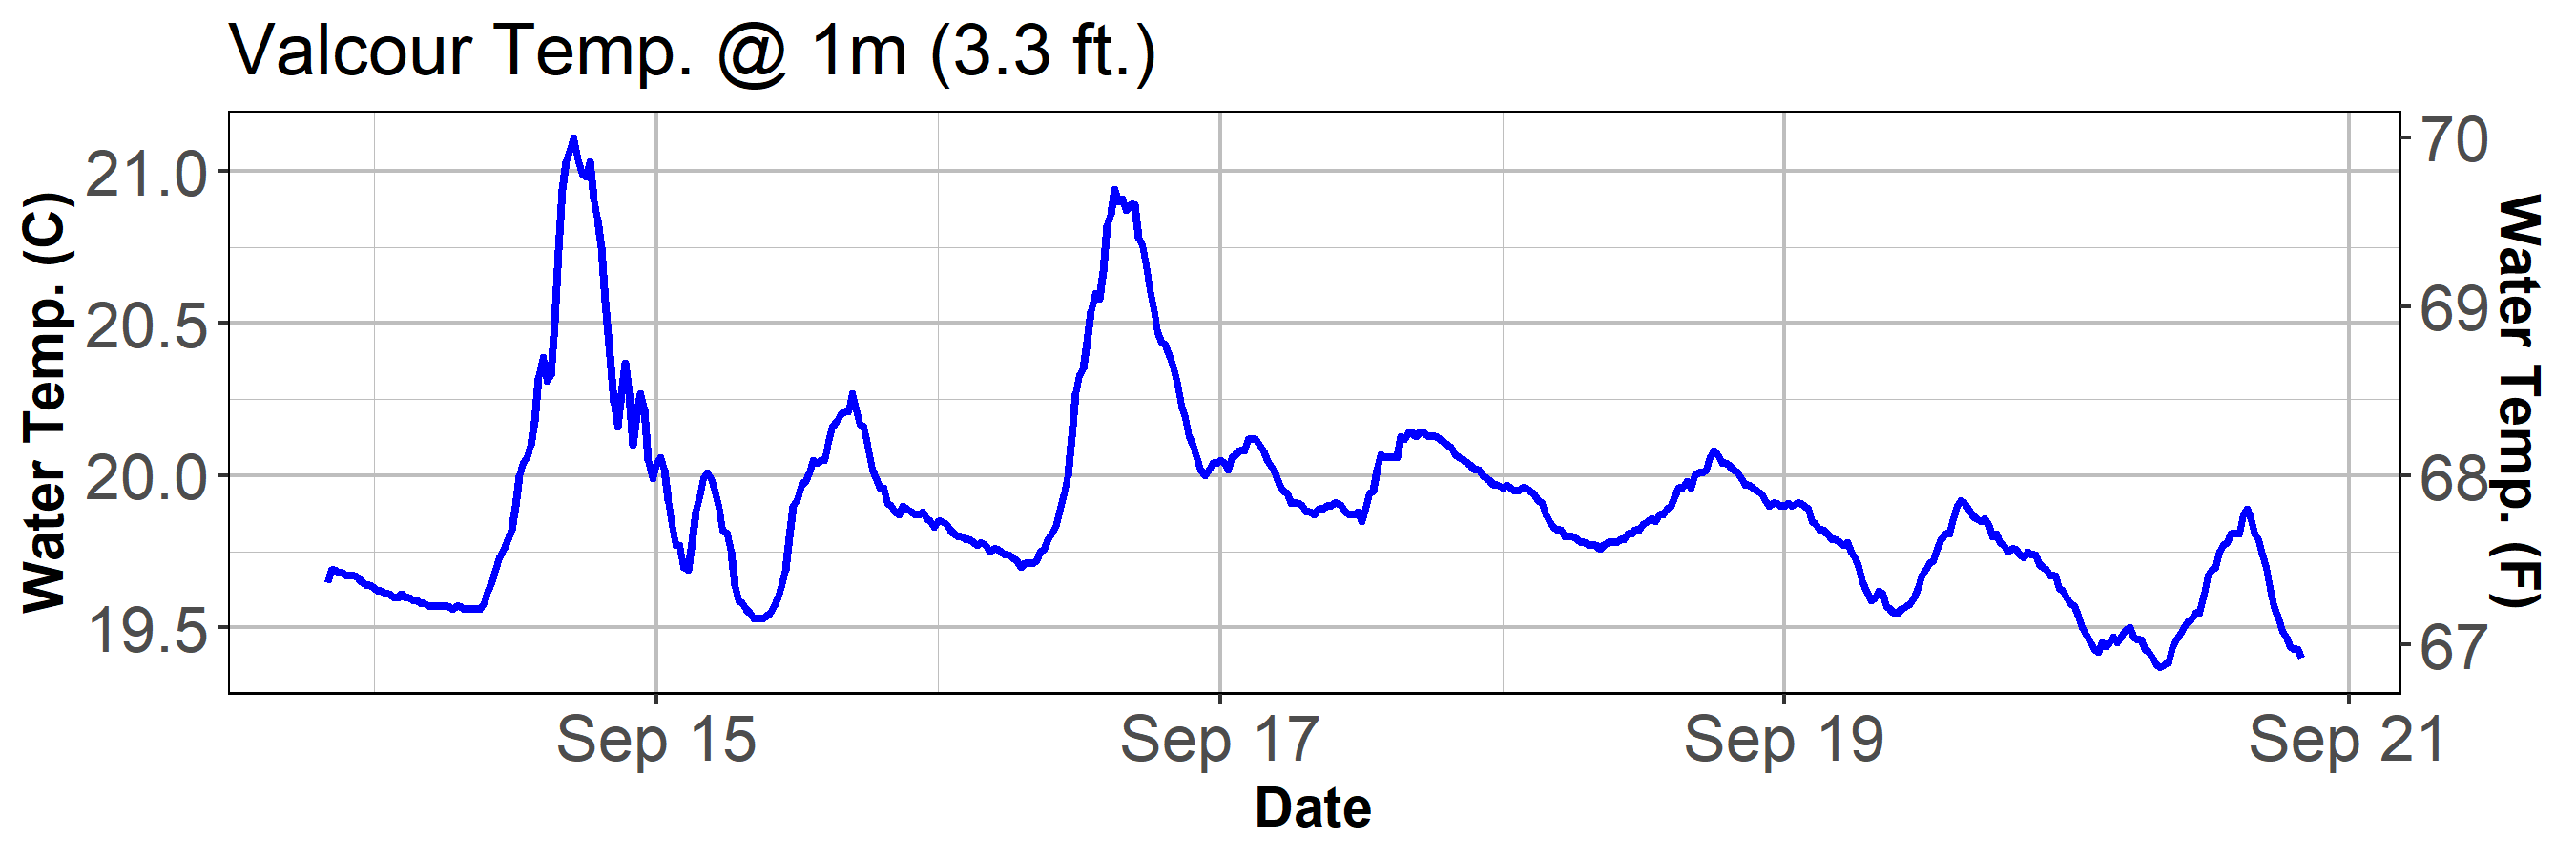 Valcour Temp. @ 1m (3.3 ft.)
Water Temp. (C)
21.0
20.5
20.0
19.5
70
69
68
67
Water Temp. (F)
Sep 15
Sep 17
Sep 19
Sep 21
Date